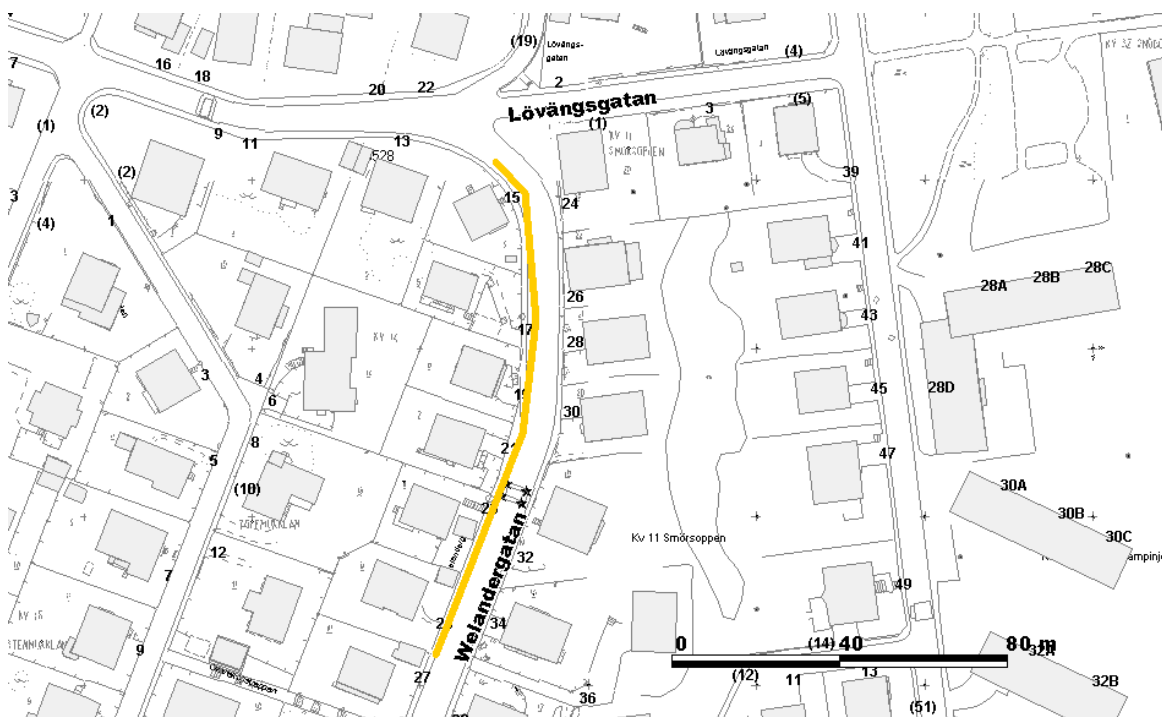 (19)
Lövängs-
gatan
Lövängsgatan
(4)
16
18
20
22
2
7
(1)
(2)
9
11
13
528
Lövängsgatan
(1)
3
(5)
KV 11
SMÖRSOPPEN
39
(2)
15
24
3
(4)
1
41
26
28A
28B
28C
17
28
43
KV 16
3
4
6
19
30
45
28D
8
21
5
47
(10)
23
30A
30B
30C
Kv 11 Smörsoppen
12
32
7
Welandergatan
49
34
9
27
0
(14)
40
80 m
32A
(12)
11
13
32B
36
(51)